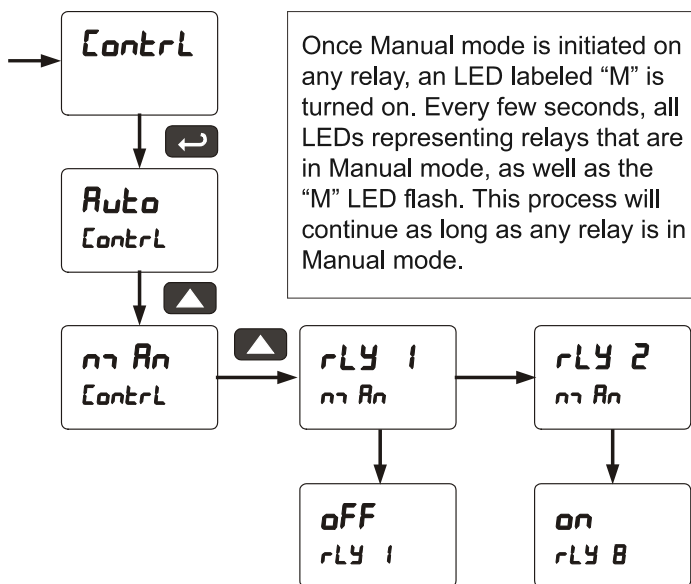 Contrl
Auto
Contrl
mAn
Contrl
Once Manual mode is initiated on
any relay, an LED labeled “M” is
turned on. Every few seconds, all
LEDs representing relays that are
in Manual mode, as well as the
“M” LED flash. This process will
continue as long as any relay is in
Manual mode.
rLY 1
mAn
rLY 2
mAn
oFF
rLY 1
on
rLY 8